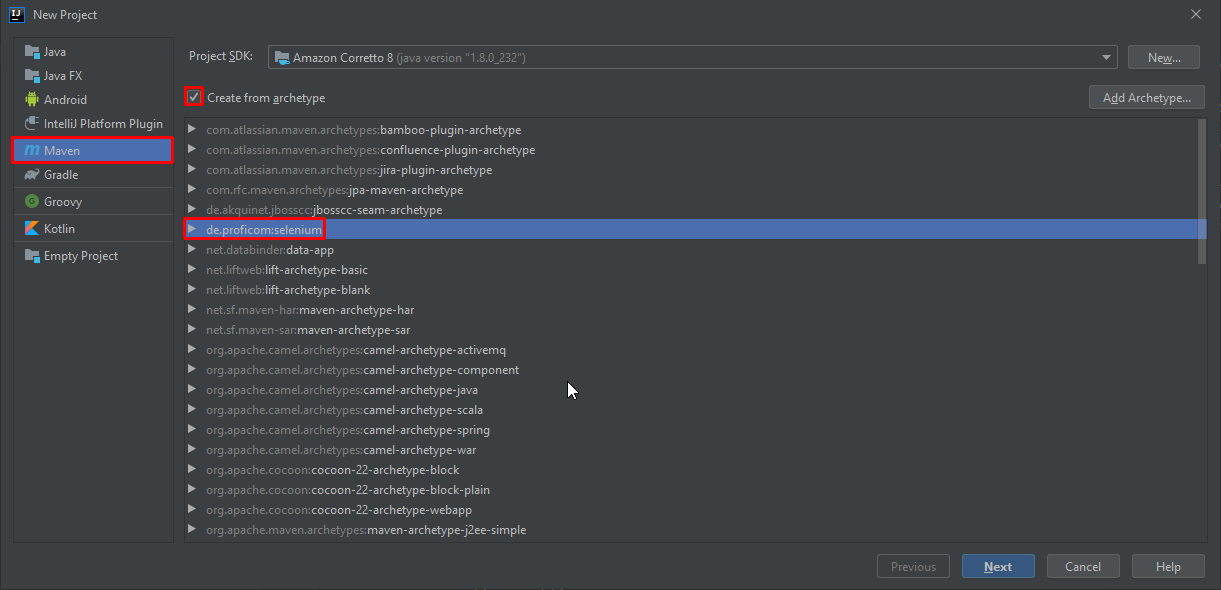 IJ
New Project
Java
Java FX
Android
IntelliJ Platform Plugin
m Maven
Gradle
G Groovy
Kotlin
Empty Project
Project SDK: Amazon Corretto 8 (java version "1.8.0_232") New...
Create from archetype Add Archetype...
com.atlassian.maven.archetypes:bamboo-plugin-archetype
com.atlassian.maven.archetypes:confluence-plugin-archetype
com.atlassian.maven.archetypes:jira-plugin-archetype
com.rfc.maven.archetypes:jpa-maven-archetype
de.akquinet.jbosscc:jbosscc-seam-archetype
de.proficom:selenium
net.databinder:data-app
net.liftweb:lift-archetype-basic
net.liftweb:lift-archetype-blank
net.sf.maven-har:maven-archetype-har
net.sf.maven-sar:maven-archetype-sar
org.apache.camel.archetypes:camel-archetype-activemq
org.apache.camel.archetypes:camel-archetype-component
org.apache.camel.archetypes:camel-archetype-java
org.apache.camel.archetypes:camel-archetype-scala
org.apache.camel.archetypes:camel-archetype-spring
org.apache.camel.archetypes:camel-archetype-war
org.apache.cocoon:cocoon-22-archetype-block
org.apache.cocoon:cocoon-22-archetype-block-plain
org.apache.cocoon:cocoon-22-archetype-webapp
org.apache.maven.archetypes:maven-archetype-j2ee-simple
Previous Next Cancel Help